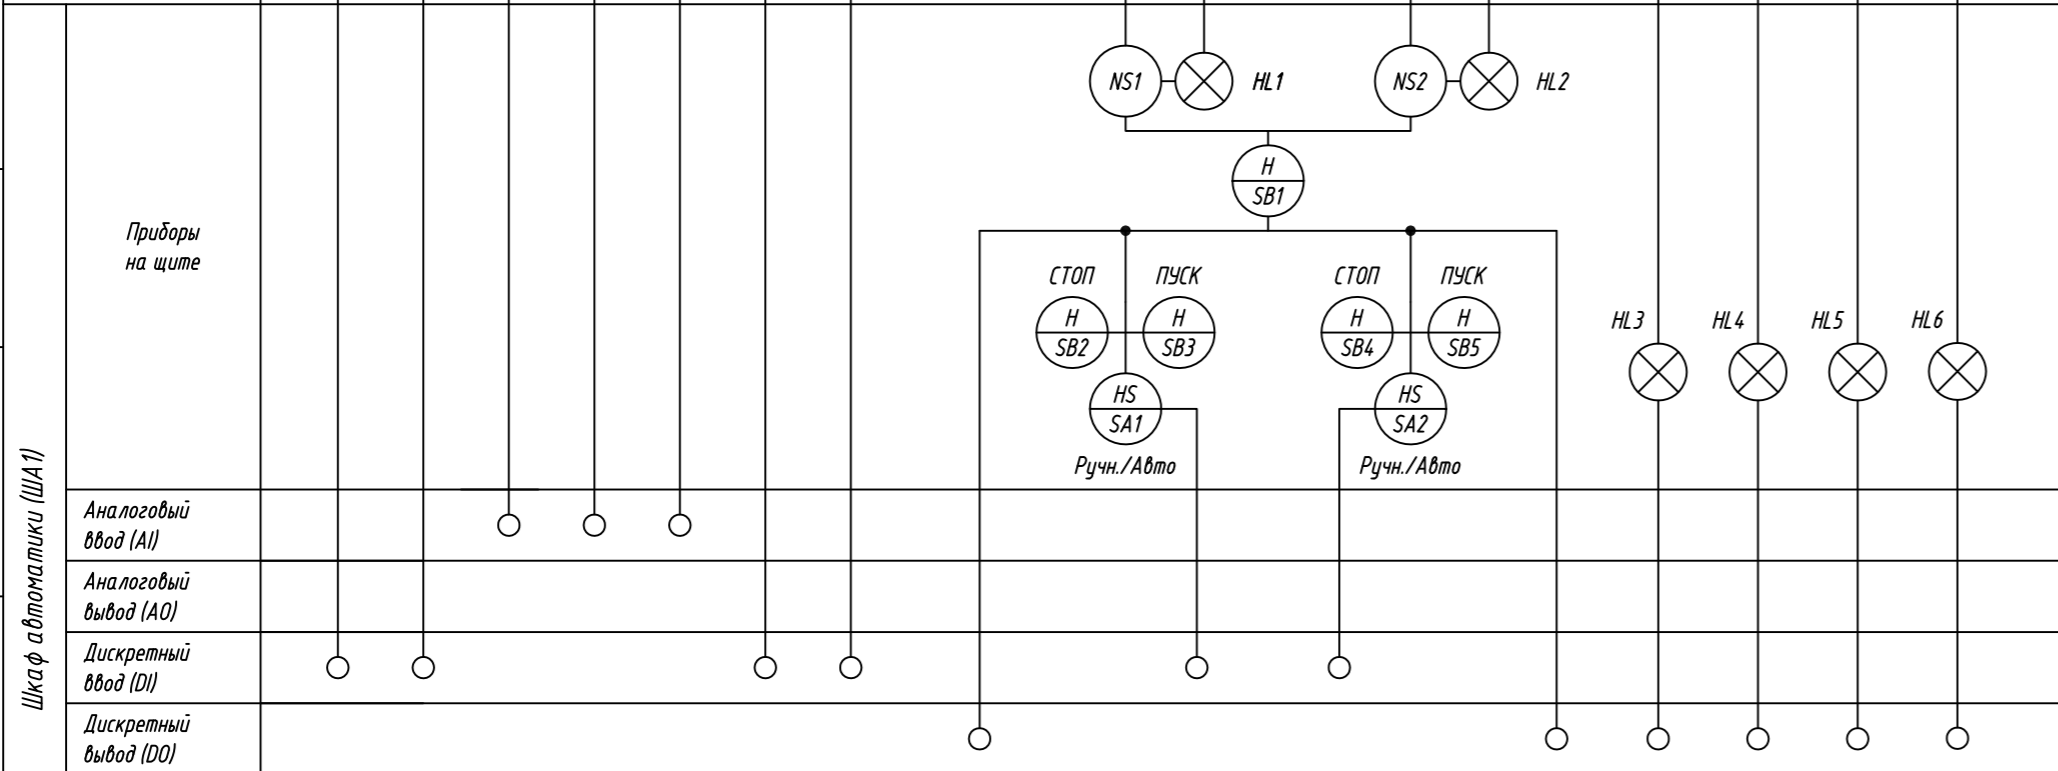 NS1
HL1
NS2
HL2
H
SB1
Приборы
на щите
СТОП
ПУСК
СТОП
ПУСК
H
SB2
H
SB3
H
SB4
H
SB5
HL3
HL4
HL5
HL6
HS
SA1
HS
SA2
Ручн./Авто
Ручн./Авто
Шкаф автоматики (ША1)
Аналоговый
ввод (AI)
Аналоговый
вывод (AO)
Дискретный
ввод (DI)
Дискретный
вывод (DO)